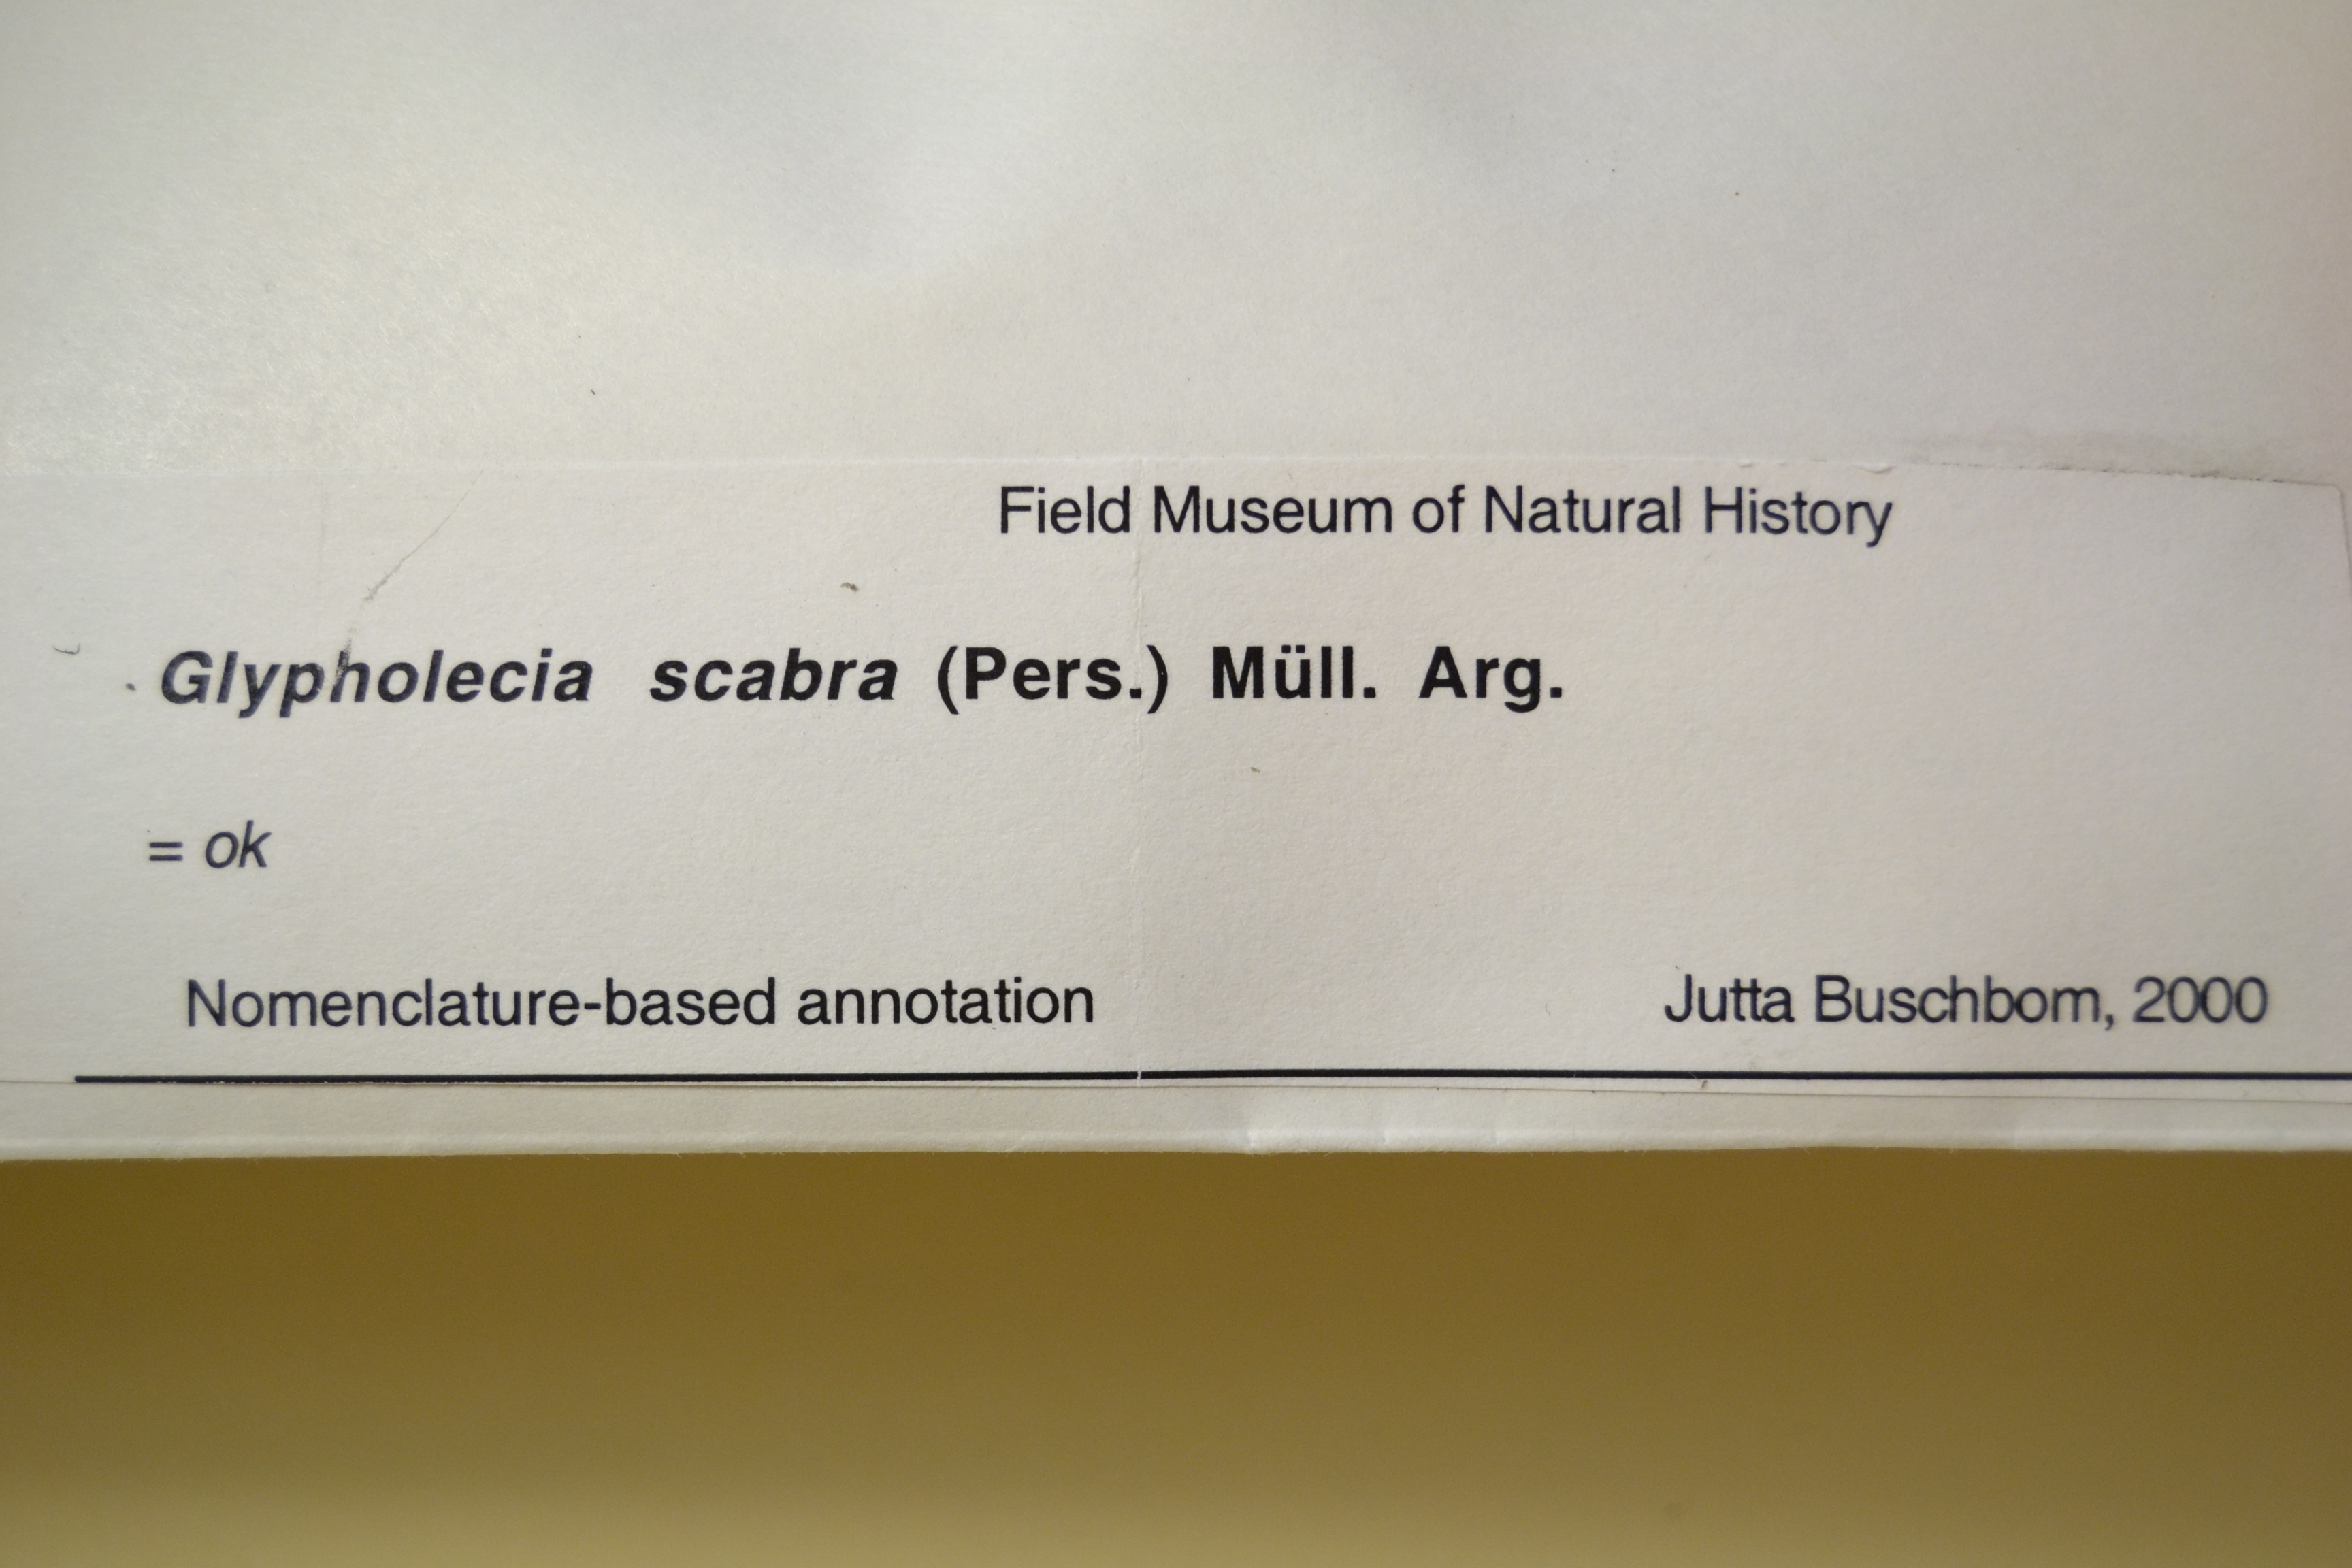 Field Museum of Natural History
Glypholecia scabra (Pers.) Müll. Arg.
= ok
Nomenclature-based annotation Jutta Buschbom, 2000